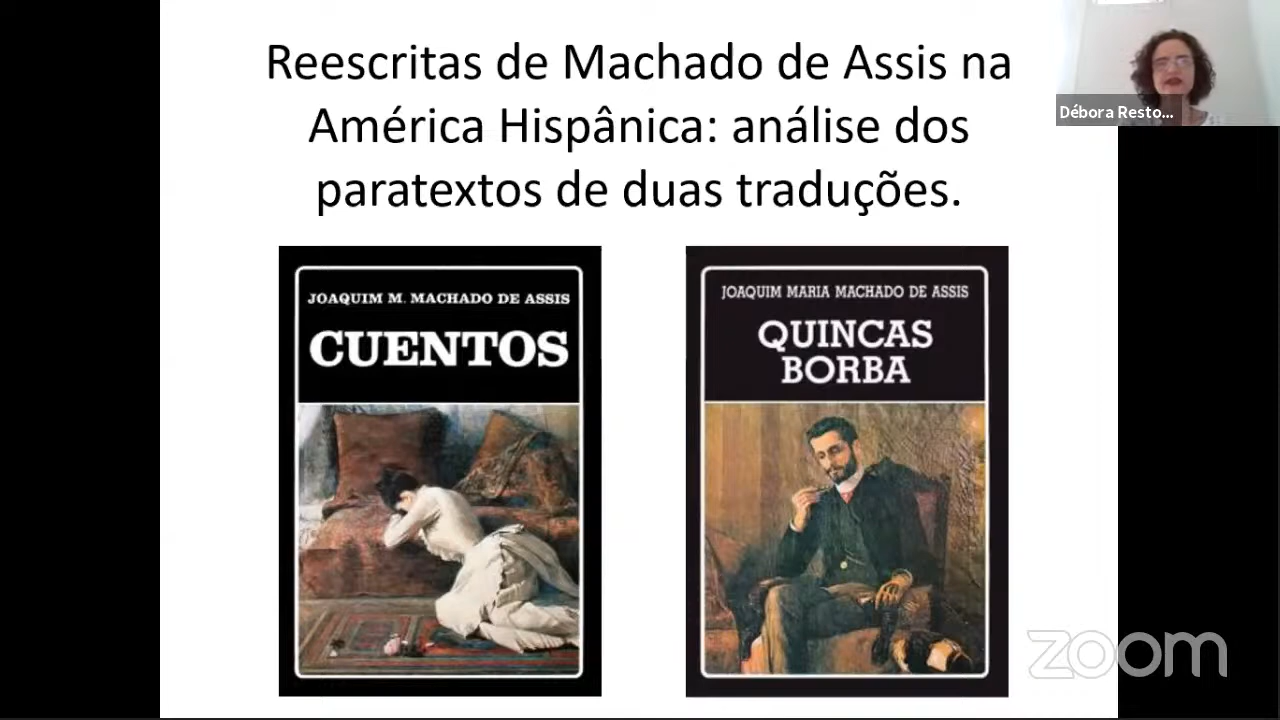 Reescritas de Machado de Assis na
América Hispânica: análise dos
paratextos de duas traduções.
Débora Resto...
JOAQUIM M. MACHADO DE ASSIS
CUENTOS
JOAQUIM MARIA MACHADO DE ASSIS
QUINCAS
BORBA
zoom